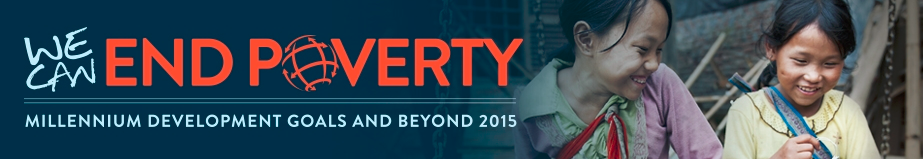 WE
CAN
END POVERTY
MILLENNIUM DEVELOPMENT GOALS AND BEYOND 2015